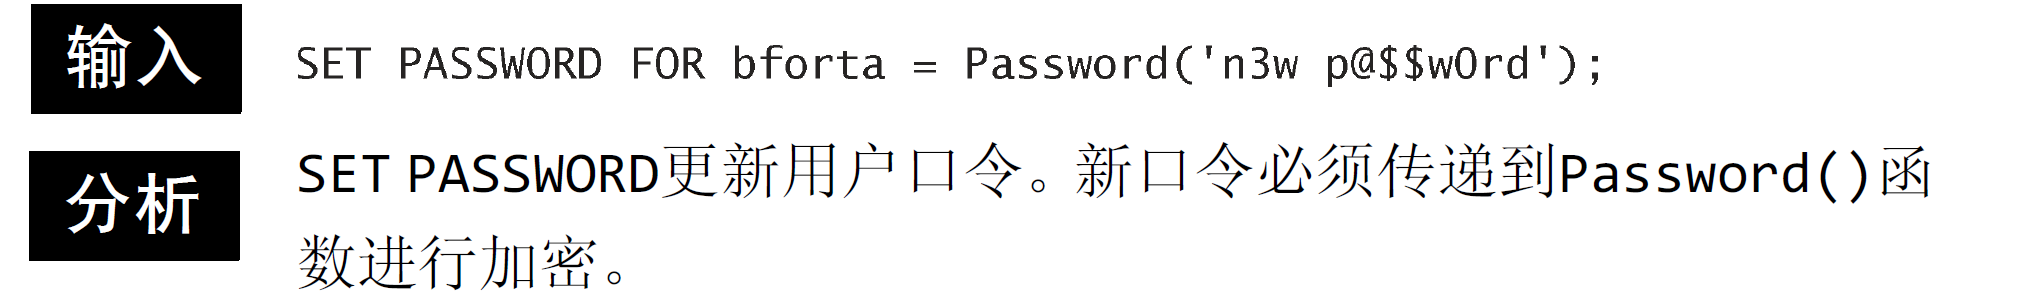 输入 SET PASSWORD FOR bforta = Password('n3w p@$$w0rd');
分析 SET PASSWORD更新用户口令。新口令必须传递到Password()函
数进行加密。